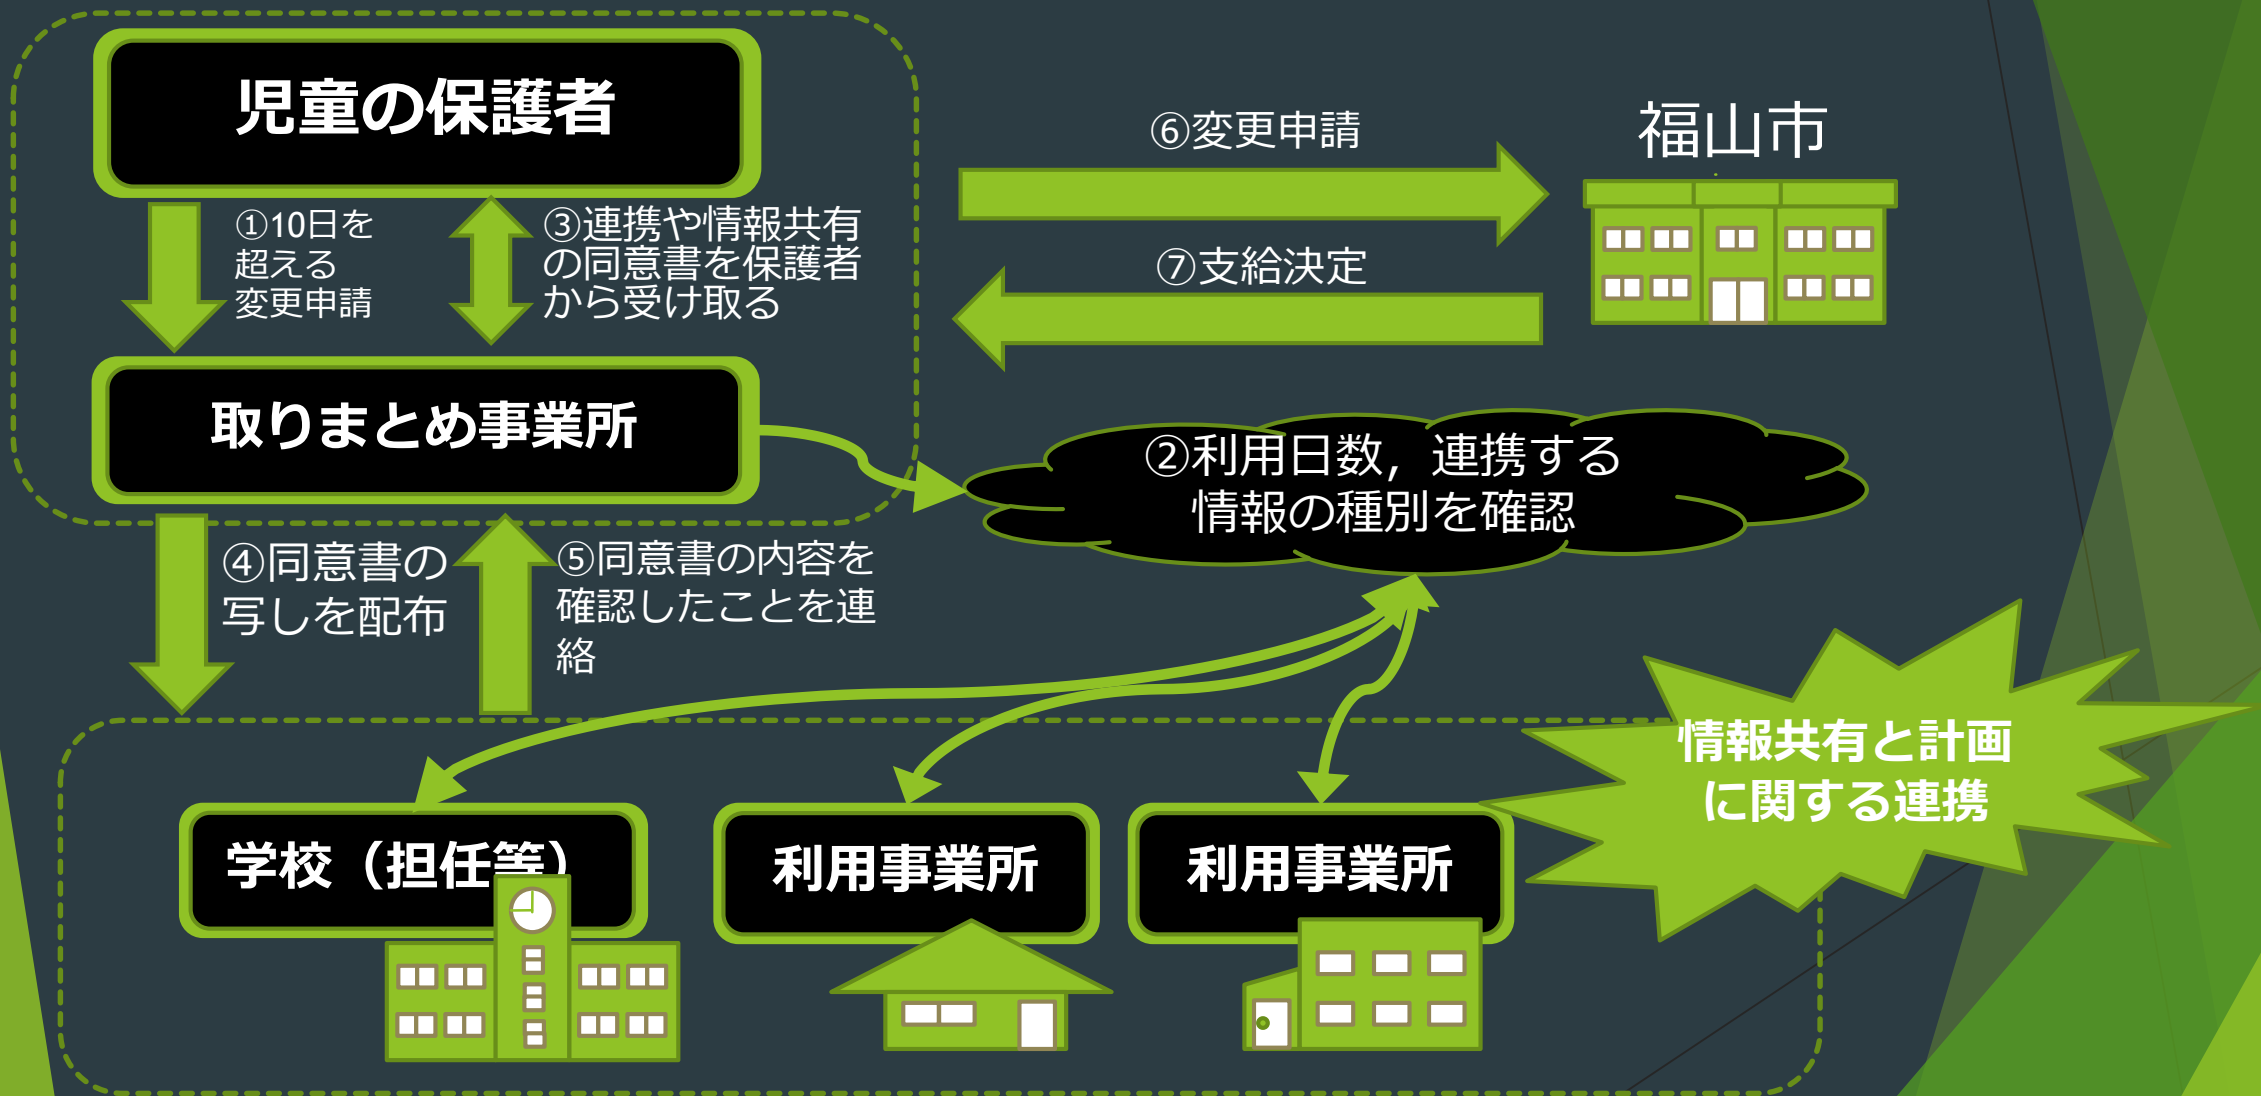 児童の保護者
①10日を
超える
変更申請
③連携や情報共有
の同意書を保護者
から受け取る
取りまとめ事業所
⑥変更申請
福山市
⑦支給決定
②利用日数，連携する
情報の種別を確認
④同意書の
写しを配布
⑤同意書の内容を
確認したことを連
絡
情報共有と計画
に関する連携
学校（担任等）
利用事業所
利用事業所